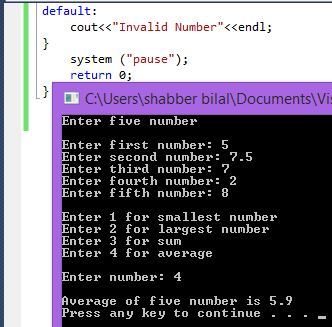 default:
cout<<"Invalid Number"<<endl;
}
system ("pause");
return 0;
}
C:\Users\shabber bilal\Documents\Vis
Enter five number
Enter first number: 5
Enter second number: 7.5
Enter third number: 7
Enter fourth number: 2
Enter fifth number: 8
Enter 1 for smallest number
Enter 2 for largest number
Enter 3 for sum
Enter 4 for average
Enter number: 4
Average of five number is 5.9
Press any key to continue . . . _